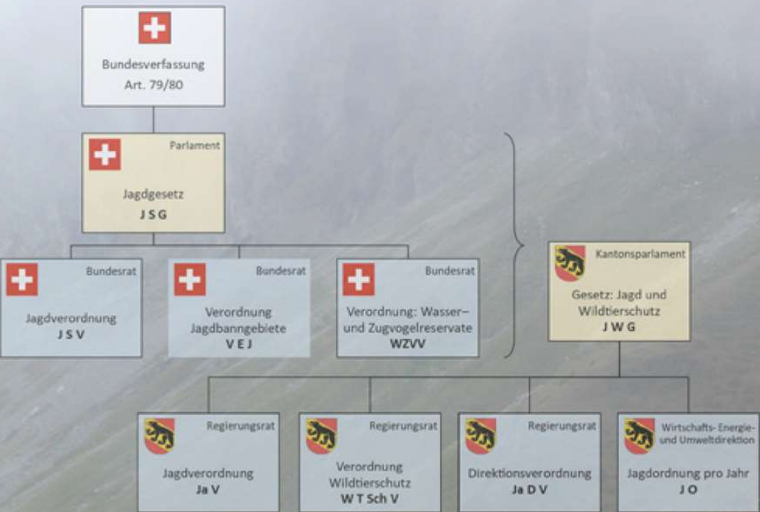 Bundesverfassung
Art. 79/80
Parlament
Jagdgesetz
J S G
Bundesrat
Jagdverordnung
J S V
Bundesrat
Verordnung
Jagdbanngebiete
V E J
Bundesrat
Verordnung: Wasser–
und Zugvogelreservate
WZVV
Kantonsparlament
Gesetz: Jagd und
Wildtierschutz
J W G
Regierungsrat
Jagdverordnung
Ja V
Regierungsrat
Verordnung
Wildtierschutz
W T Sch V
Regierungsrat
Direktionsverordnung
Ja D V
Wirtschafts- Energie-
und Umweltdirektion
Jagdordnung pro Jahr
J O